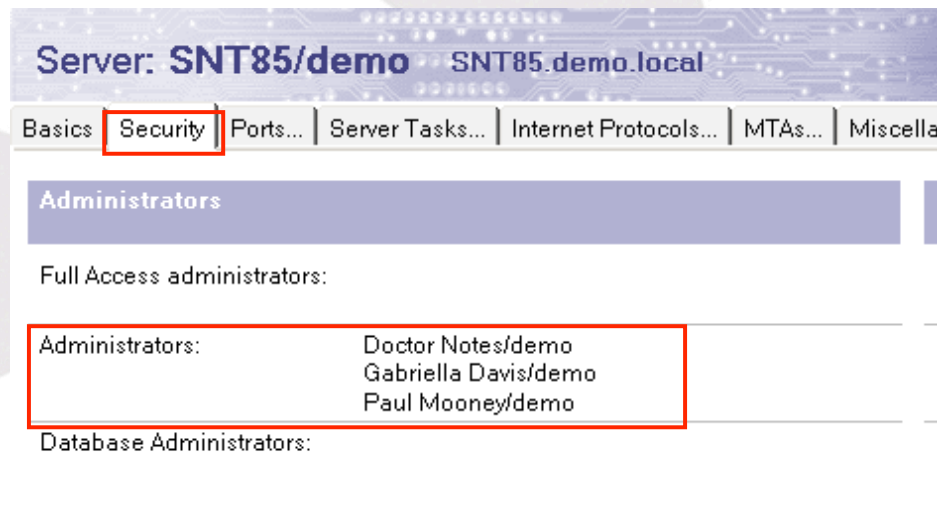 Server: SNT85/demo SNT85.demo.local
Basics Security Ports... Server Tasks... Internet Protocols... MTAs... Miscella
Administrators
Full Access administrators:
Administrators: Doctor Notes/demo
Gabriella Davis/demo
Paul Mooney/demo
Database Administrators: